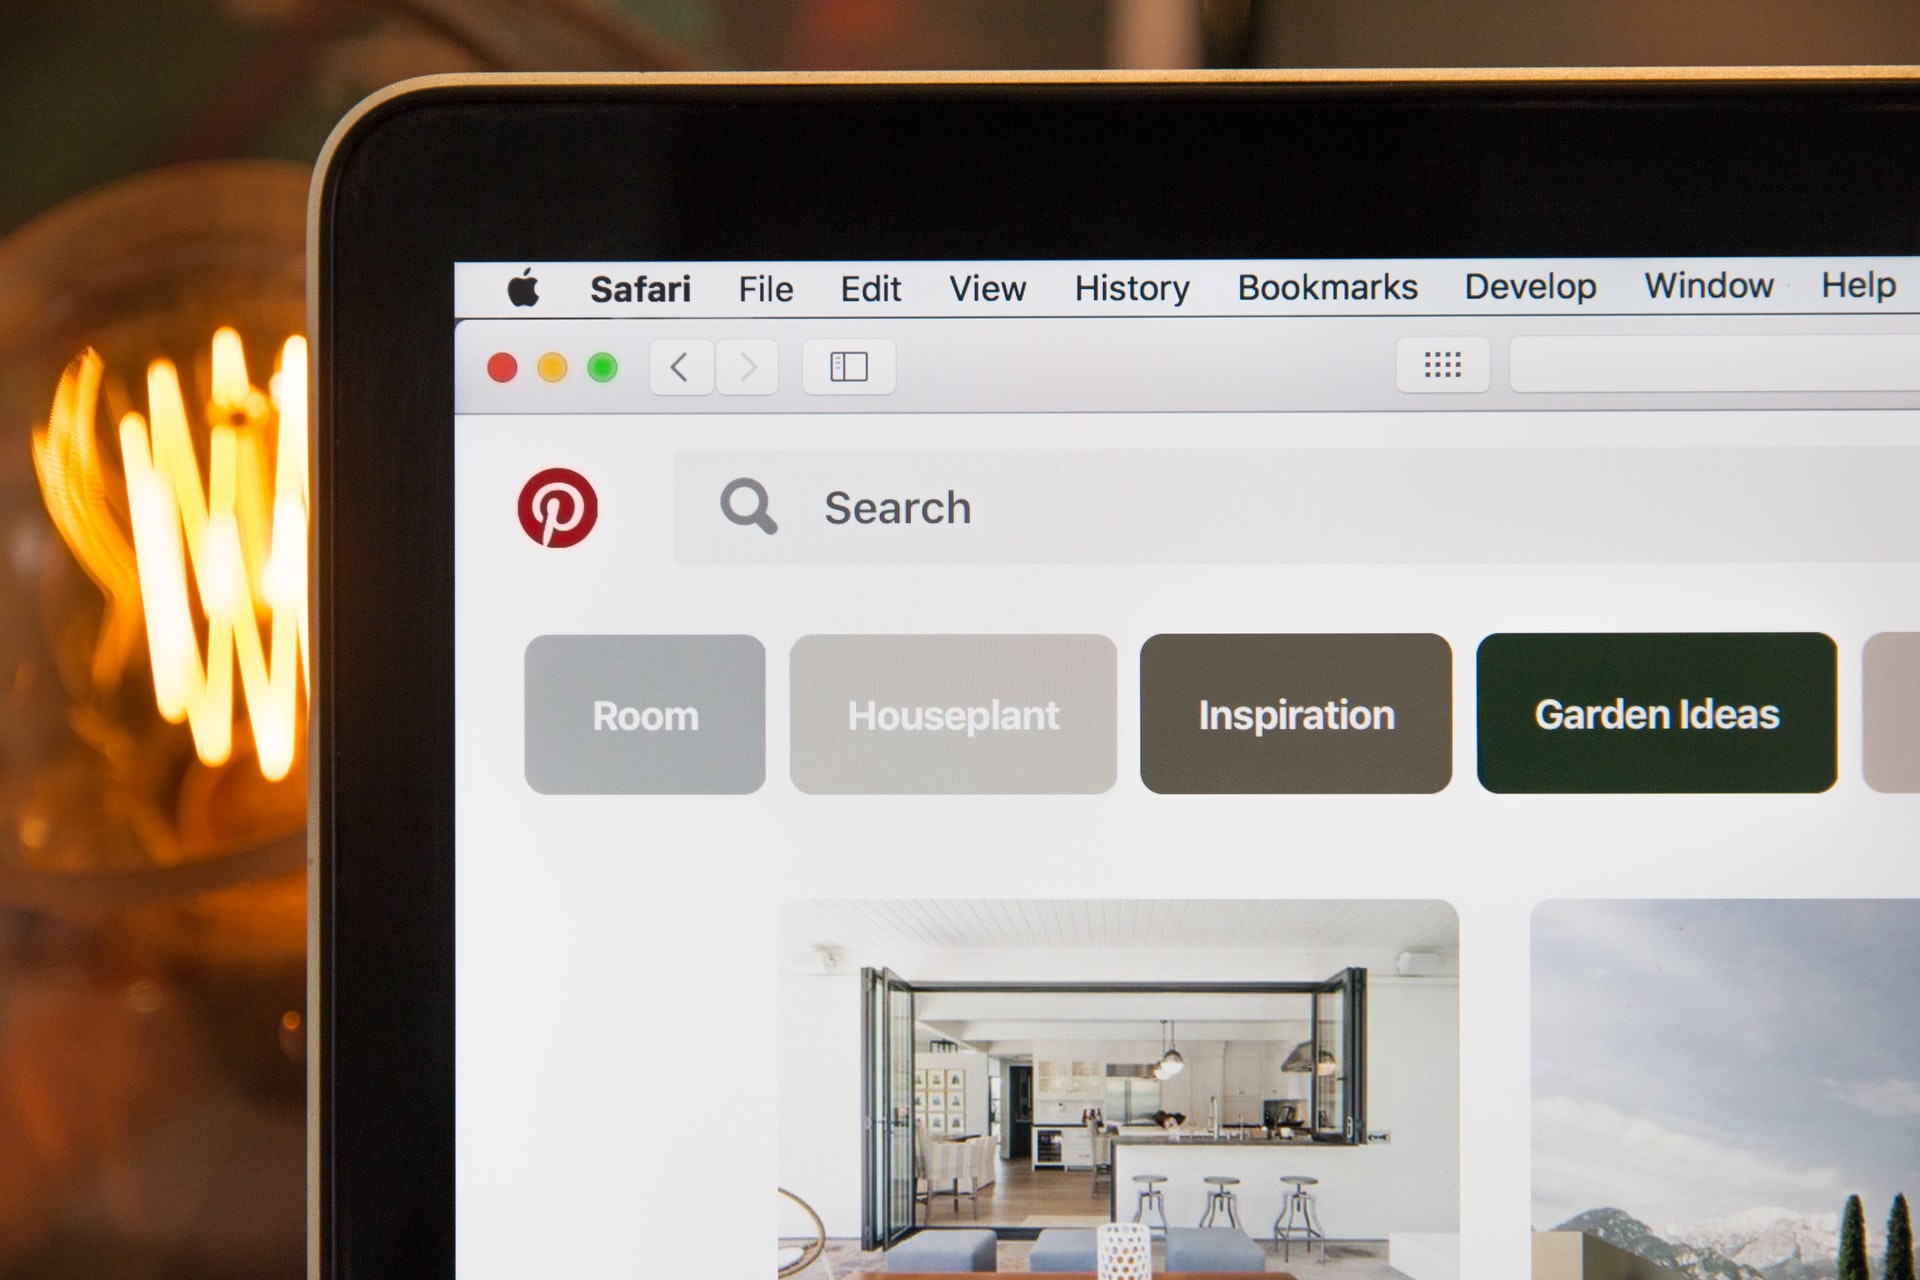 Safari File Edit View History Bookmarks Develop Window Help
Search
Room Houseplant Inspiration Garden Ideas